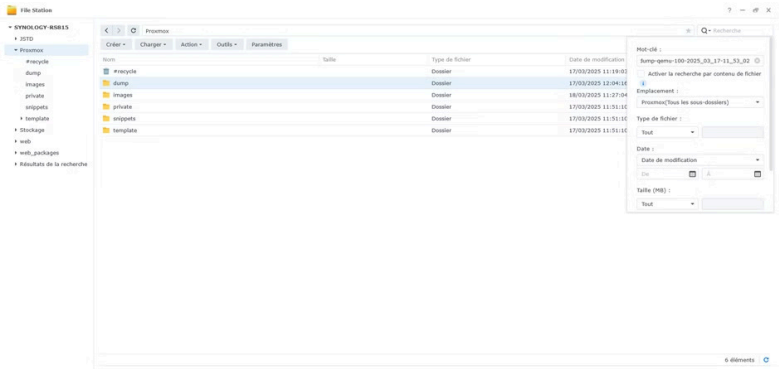 File Station
SYNOLOGY-RS815
Proxmox
Recherche
JSTD
Proxmox
#recycle
dump
images
private
snippets
template
Stockage
web
web_packages
Résultats de la recherche
Créer
Charger
Action
Outils
Paramètres
Nom
Taille
Type de fichier
Date de modification
#recycle
Dossier
17/03/2025 11:19:03
dump
Dossier
17/03/2025 12:04:16
images
Dossier
18/03/2025 11:27:04
private
Dossier
17/03/2025 11:51:10
snippets
Dossier
17/03/2025 11:51:10
template
Dossier
17/03/2025 11:51:10
Mot-clé :
dump-qemu-100-2025_03_17-11_53_02
Activer la recherche par contenu de fichier
Emplacement :
Proxmox(Tous les sous-dossiers)
Type de fichier :
Tout
Date :
Date de modification
De
À
Taille (MB) :
Tout
6 éléments